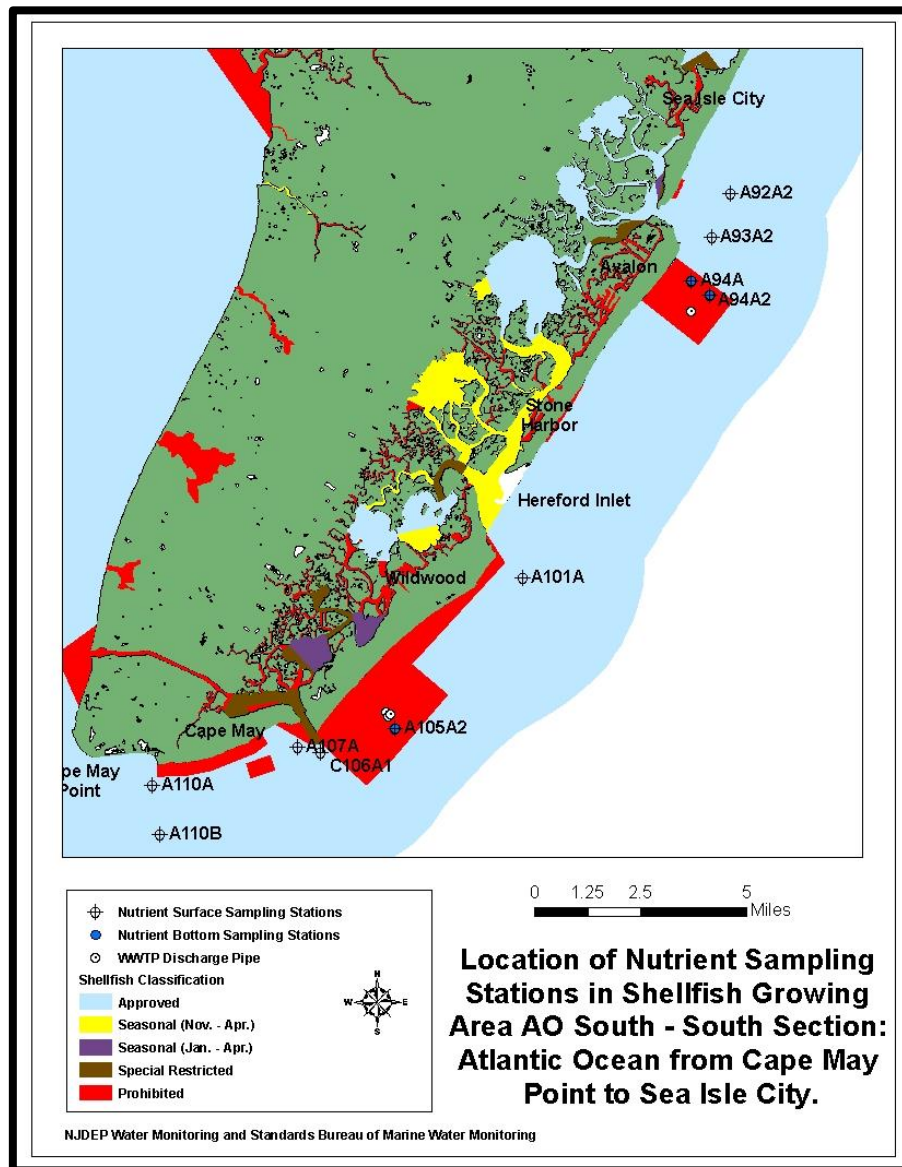 Sea Isle City
A92A2
A93A2
Avalon
A94A
A94A2
Stone
Harbor
Hereford Inlet
Wildwood
A101A
Cape May
A105A2
A107A
C106A1
pe May
Point
A110A
A110B
0 1.25 2.5 5
Miles
Nutrient Surface Sampling Stations
Nutrient Bottom Sampling Stations
WWTP Discharge Pipe
Shellfish Classification
Approved
Seasonal (Nov. - Apr.)
Seasonal (Jan. - Apr.)
Special Restricted
Prohibited
N
W E
S
Location of Nutrient Sampling
Stations in Shellfish Growing
Area AO South - South Section:
Atlantic Ocean from Cape May
Point to Sea Isle City.
NJDEP Water Monitoring and Standards Bureau of Marine Water Monitoring